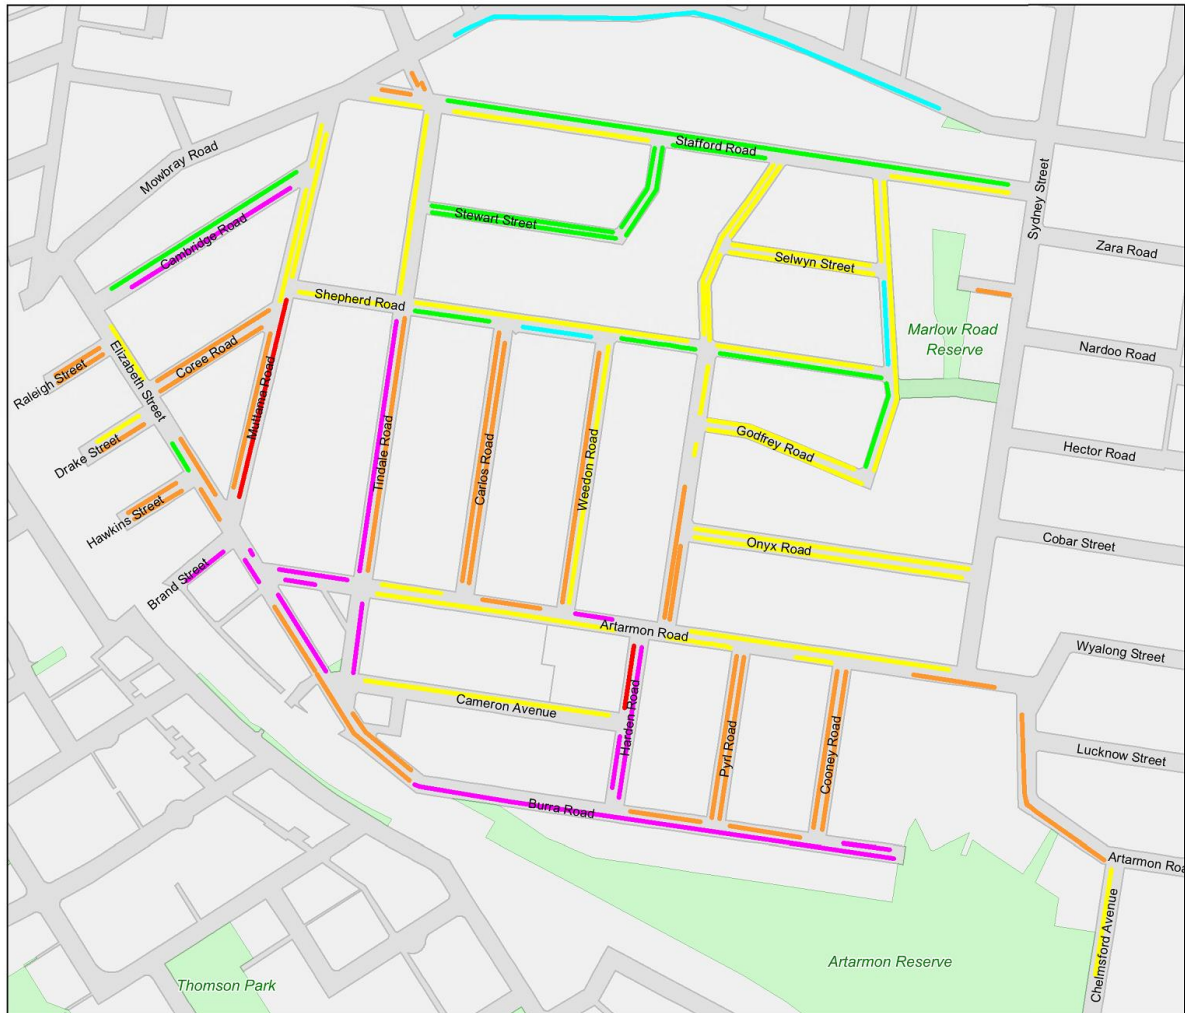 Stafford Road
Mowbray Road
Sydney Street
Stewart Street
Cambridge Road
Zara Road
Selwyn Street
Shepherd Road
Marlow Road
Reserve
Nardoo Road
Coree Road
Elizabeth Street
Raleigh Street
Muttama Road
Drake Street
Tindale Road
Carlos Road
Weedon Road
Godfrey Road
Hector Road
Hawkins Street
Onyx Road
Cobar Street
Brand Street
Artarmon Road
Wyalong Street
Cameron Avenue
Harden Road
Pyrl Road
Cooney Road
Lucknow Street
Burra Road
Artarmon Roa
Chelmsford Avenue
Artarmon Reserve
Thomson Park